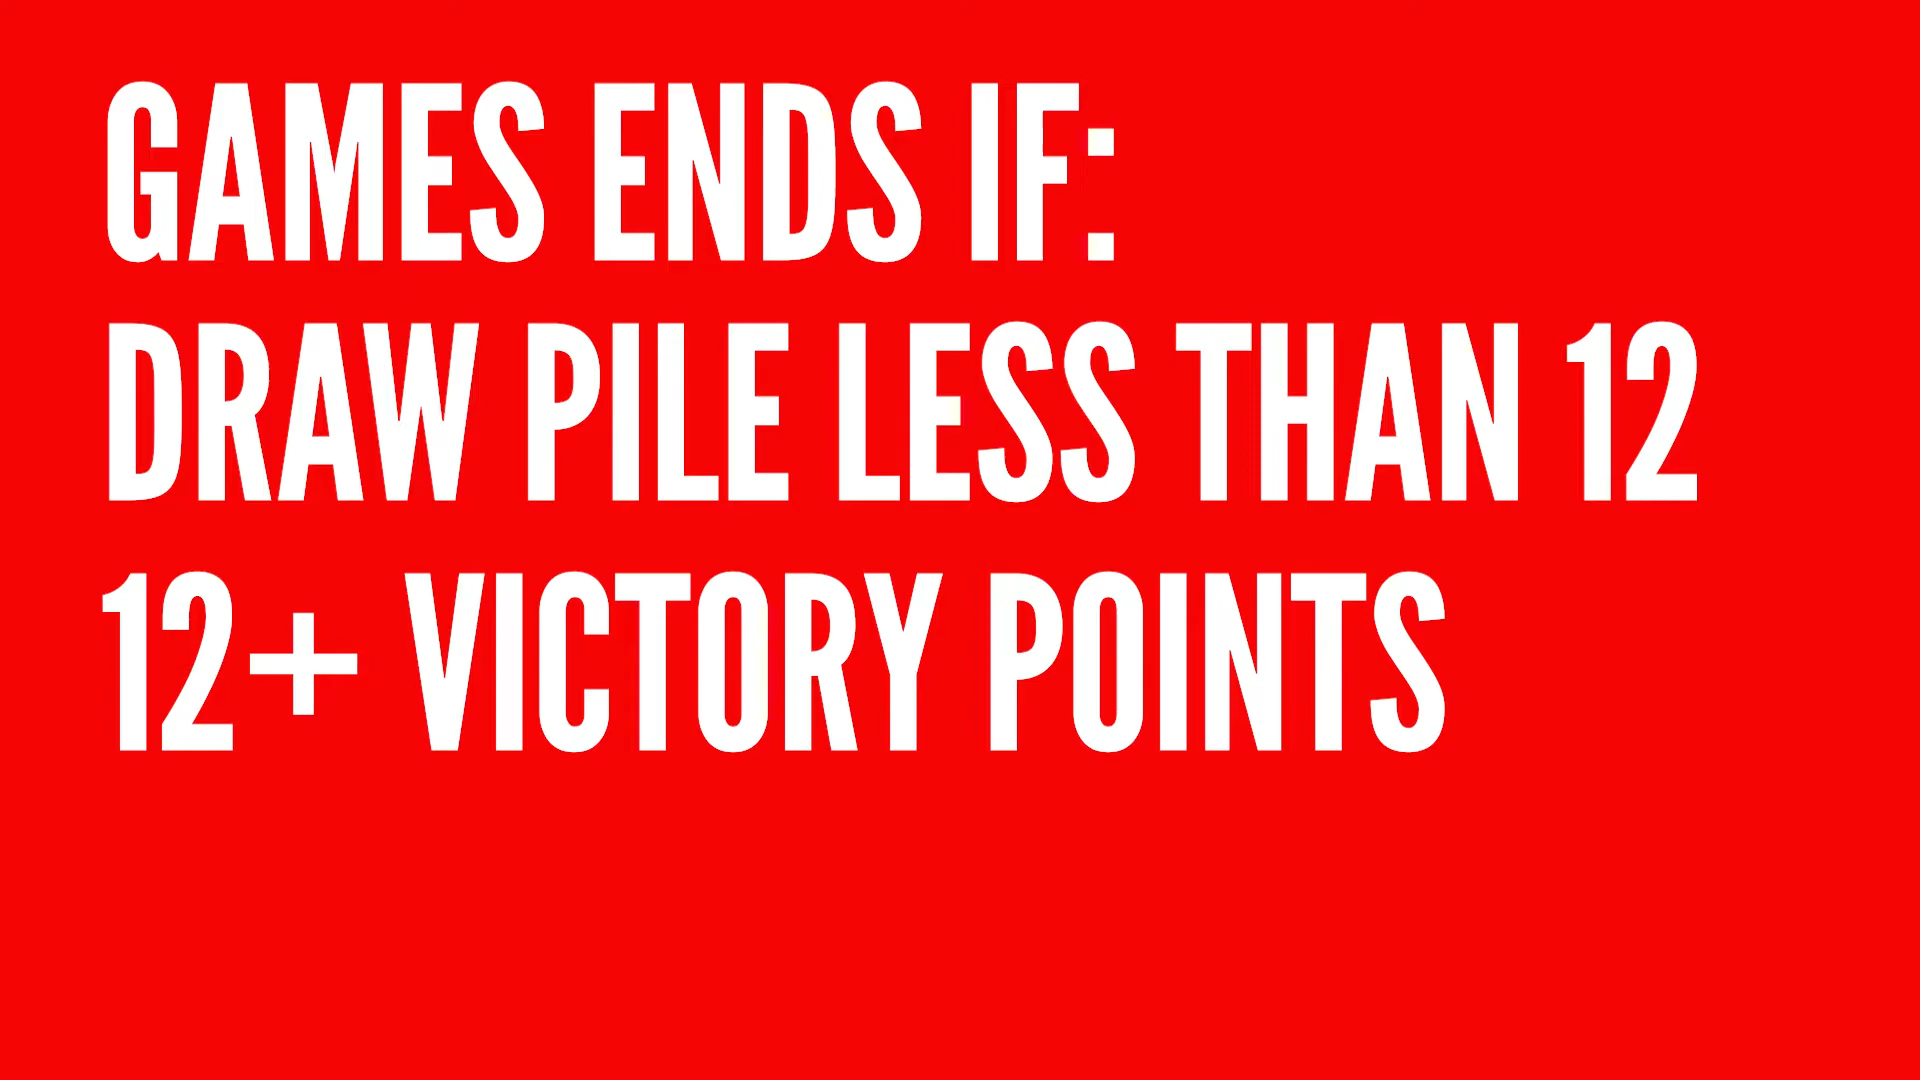 GAMES ENDS IF:
DRAW PILE LESS THAN 12
12+ VICTORY POINTS